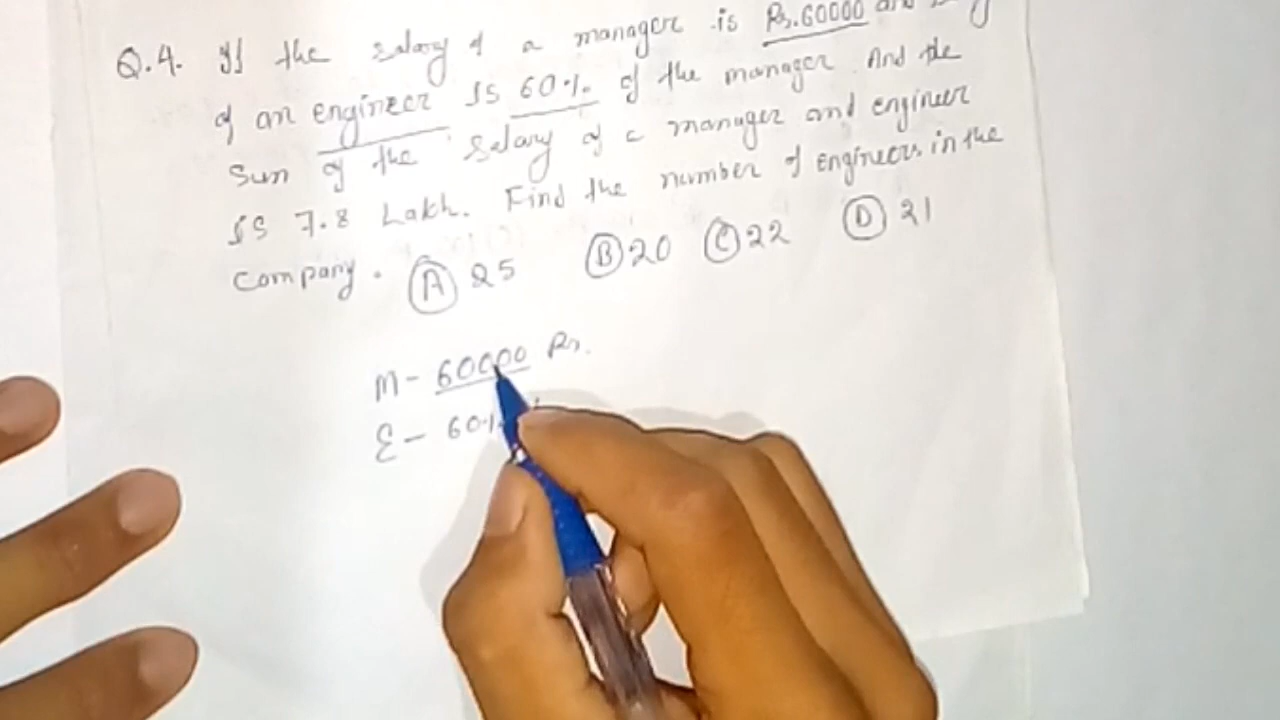 Q.4. If the salary of a manager is Rs.60000 and
of an engineer is 60% of the manager. And the
Sum of the salary of a manager and engineer
is 7.8 Lakh. Find the number of Engineers in the
Company. (A) 25 (B) 20 (C) 22 (D) 21
M - 60000 Rs.
E - 60%